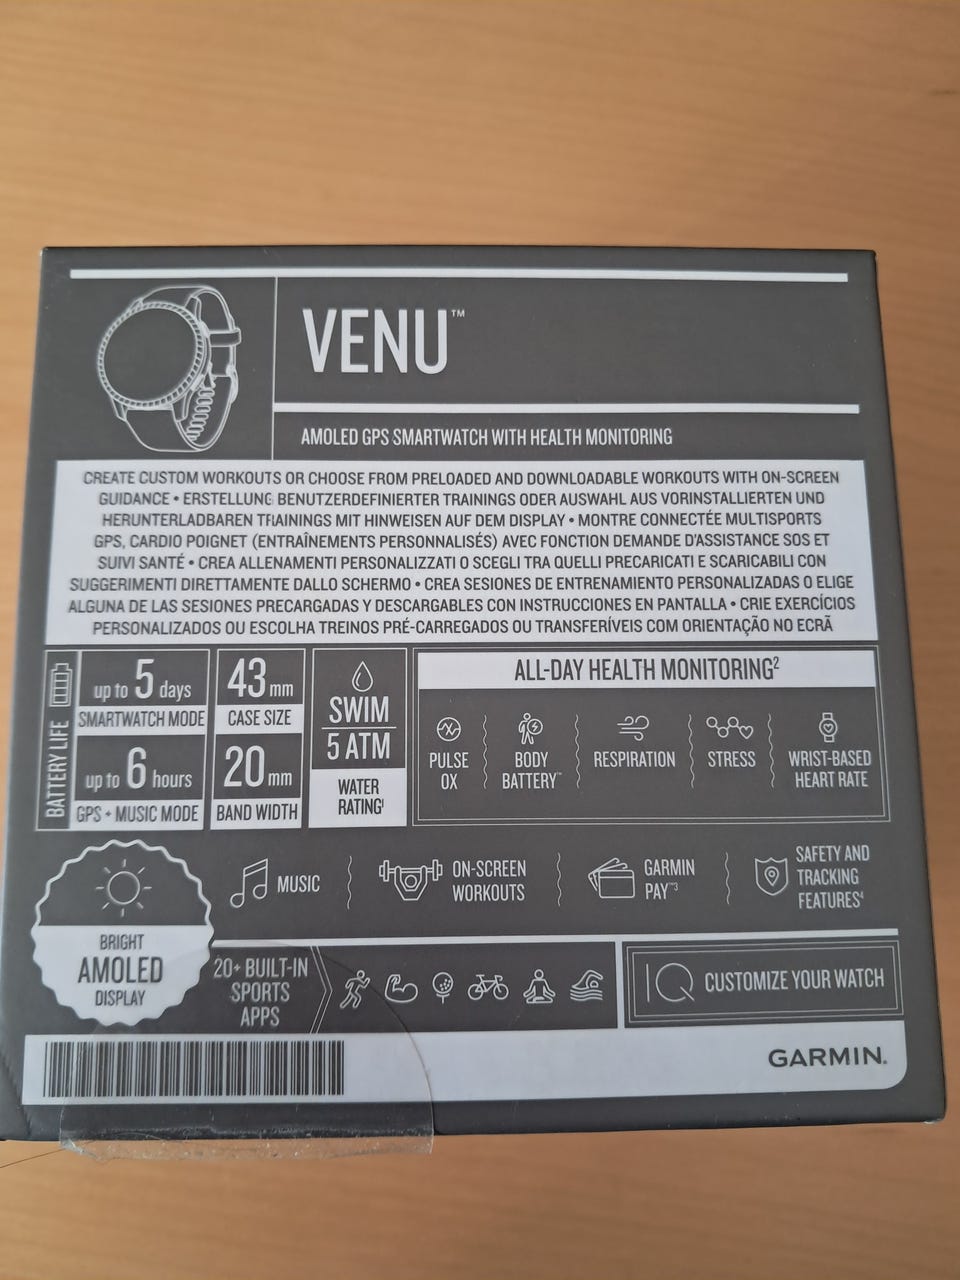 VENU™
AMOLED GPS SMARTWATCH WITH HEALTH MONITORING
CREATE CUSTOM WORKOUTS OR CHOOSE FROM PRELOADED AND DOWNLOADABLE WORKOUTS WITH ON-SCREEN
GUIDANCE • ERSTELLUNG BENUTZERDEFINIERTER TRAININGS ODER AUSWAHL AUS VORINSTALLIERTEN UND
HERUNTERLADBAREN TRAININGS MIT HINWEISEN AUF DEM DISPLAY • MONTRE CONNECTÉE MULTISPORTS
GPS, CARDIO POIGNET (ENTRAÎNEMENTS PERSONNALISÉS) AVEC FONCTION DEMANDE D'ASSISTANCE SOS ET
SUIVI SANTÉ • CREA ALLENAMENTI PERSONALIZZATI O SCEGLI TRA QUELLI PRECARICATI E SCARICABILI CON
SUGGERIMENTI DIRETTAMENTE DALLO SCHERMO • CREA SESIONES DE ENTRENAMIENTO PERSONALIZADAS O ELIGE
ALGUNA DE LAS SESIONES PRECARGADAS Y DESCARGABLES CON INSTRUCCIONES EN PANTALLA • CRIE EXERCÍCIOS
PERSONALIZADOS OU ESCOLHA TREINOS PRÉ-CARREGADOS OU TRANSFERÍVEIS COM ORIENTAÇÃO NO ECRÃ
BATTERY LIFE
up to 5 days
SMARTWATCH MODE
up to 6 hours
GPS + MUSIC MODE
43 mm
CASE SIZE
20 mm
BAND WIDTH
SWIM
5 ATM
WATER
RATING¹
ALL-DAY HEALTH MONITORING²
PULSE
OX
BODY
BATTERY™
RESPIRATION
STRESS
WRIST-BASED
HEART RATE
MUSIC
ON-SCREEN
WORKOUTS
GARMIN
PAY™³
SAFETY AND
TRACKING
FEATURES⁴
BRIGHT
AMOLED
DISPLAY
20+ BUILT-IN
SPORTS
APPS
IQ CUSTOMIZE YOUR WATCH
GARMIN®